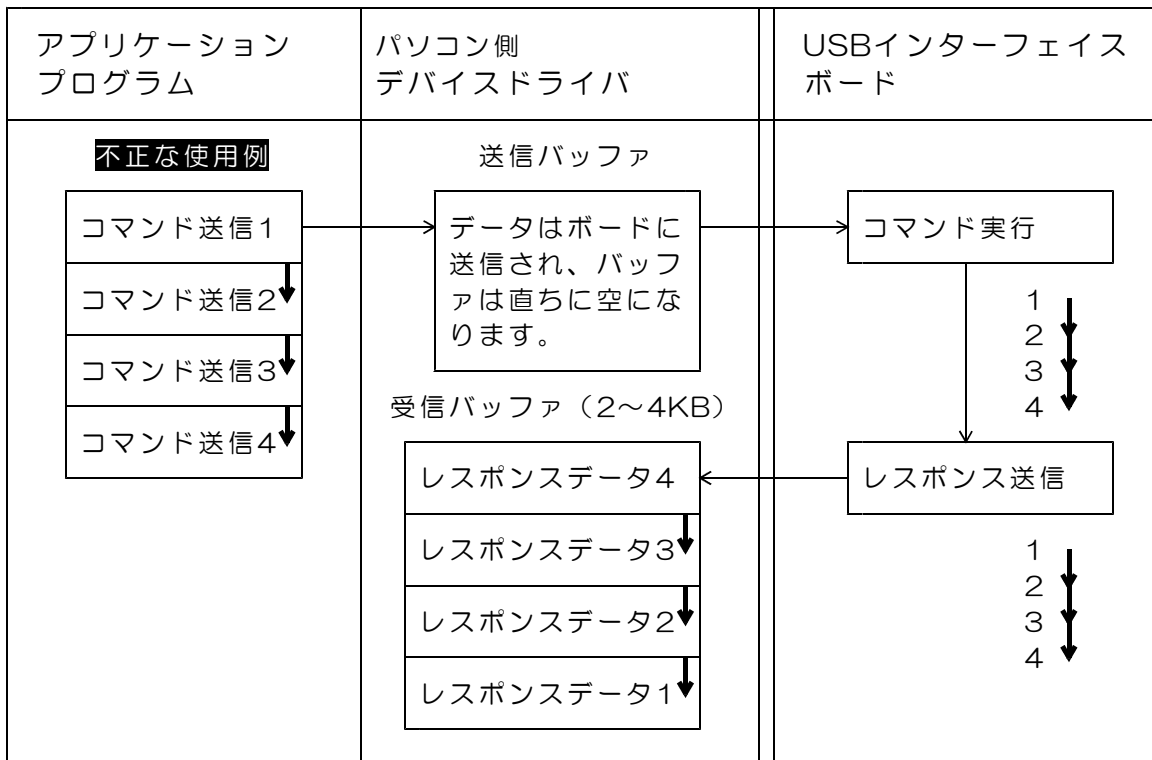 アプリケーション
プログラム
パソコン側
デバイスドライバ
USBインターフェイス
ボード
不正な使用例
コマンド送信1
コマンド送信2
コマンド送信3
コマンド送信4
送信バッファ
データはボードに
送信され、バッフ
ァは直ちに空にな
ります。
受信バッファ（2～4KB）
レスポンスデータ4
レスポンスデータ3
レスポンスデータ2
レスポンスデータ1
コマンド実行
1
2
3
4
レスポンス送信
1
2
3
4